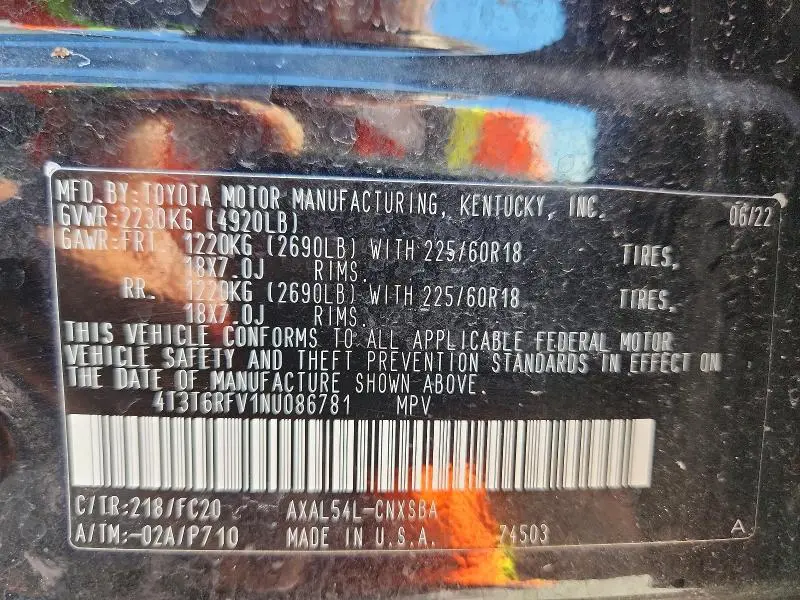 MFD.BY:TOYOTA MOTOR MANUFACTURING, KENTUCKY, INC. 06/22
GVWR:2230KG (4920LB)
GAWR:FRT. 1220KG (2690LB) WITH 225/60R18 TIRES,
18X7.0J RIMS.
RR. 1220KG (2690LB) WITH 225/60R18 TIRES,
18X7.0J RIMS.
THIS VEHICLE CONFORMS TO ALL APPLICABLE FEDERAL MOTOR
VEHICLE SAFETY AND THEFT PREVENTION STANDARDS IN EFFECT ON
THE DATE OF MANUFACTURE SHOWN ABOVE.
4T3T6RFV1NU086781 MPV
C/TR:218/FC20 AXAL54L-CNXSBA
A/TM:-02A/P710 MADE IN U.S.A. 74503 A